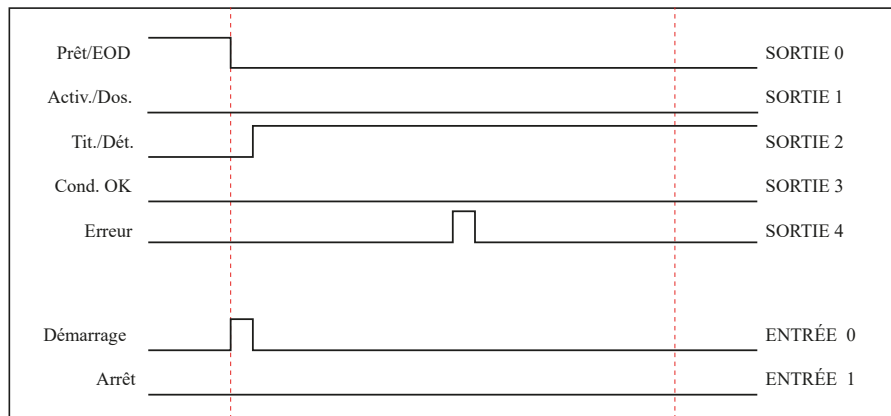 Prêt/EOD SORTIE 0
Activ./Dos. SORTIE 1
Tit./Dét. SORTIE 2
Cond. OK SORTIE 3
Erreur SORTIE 4
Démarrage ENTRÉE 0
Arrêt ENTRÉE 1